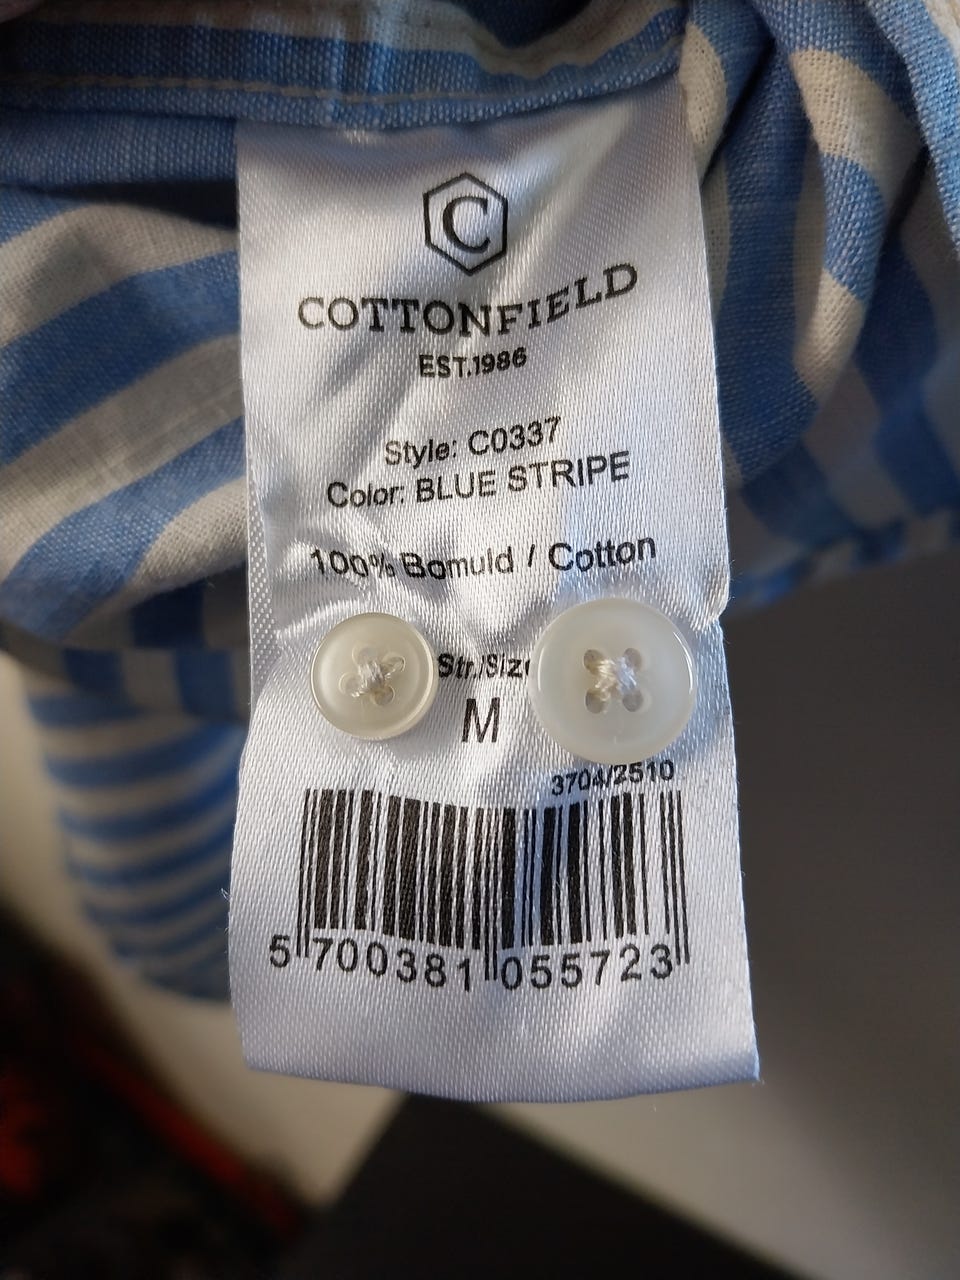 C
COTTONFIELD
EST.1986
Style: C0337
Color: BLUE STRIPE
100% Bomuld / Cotton
Str./Size
M
3704/2510
5 700381 055723